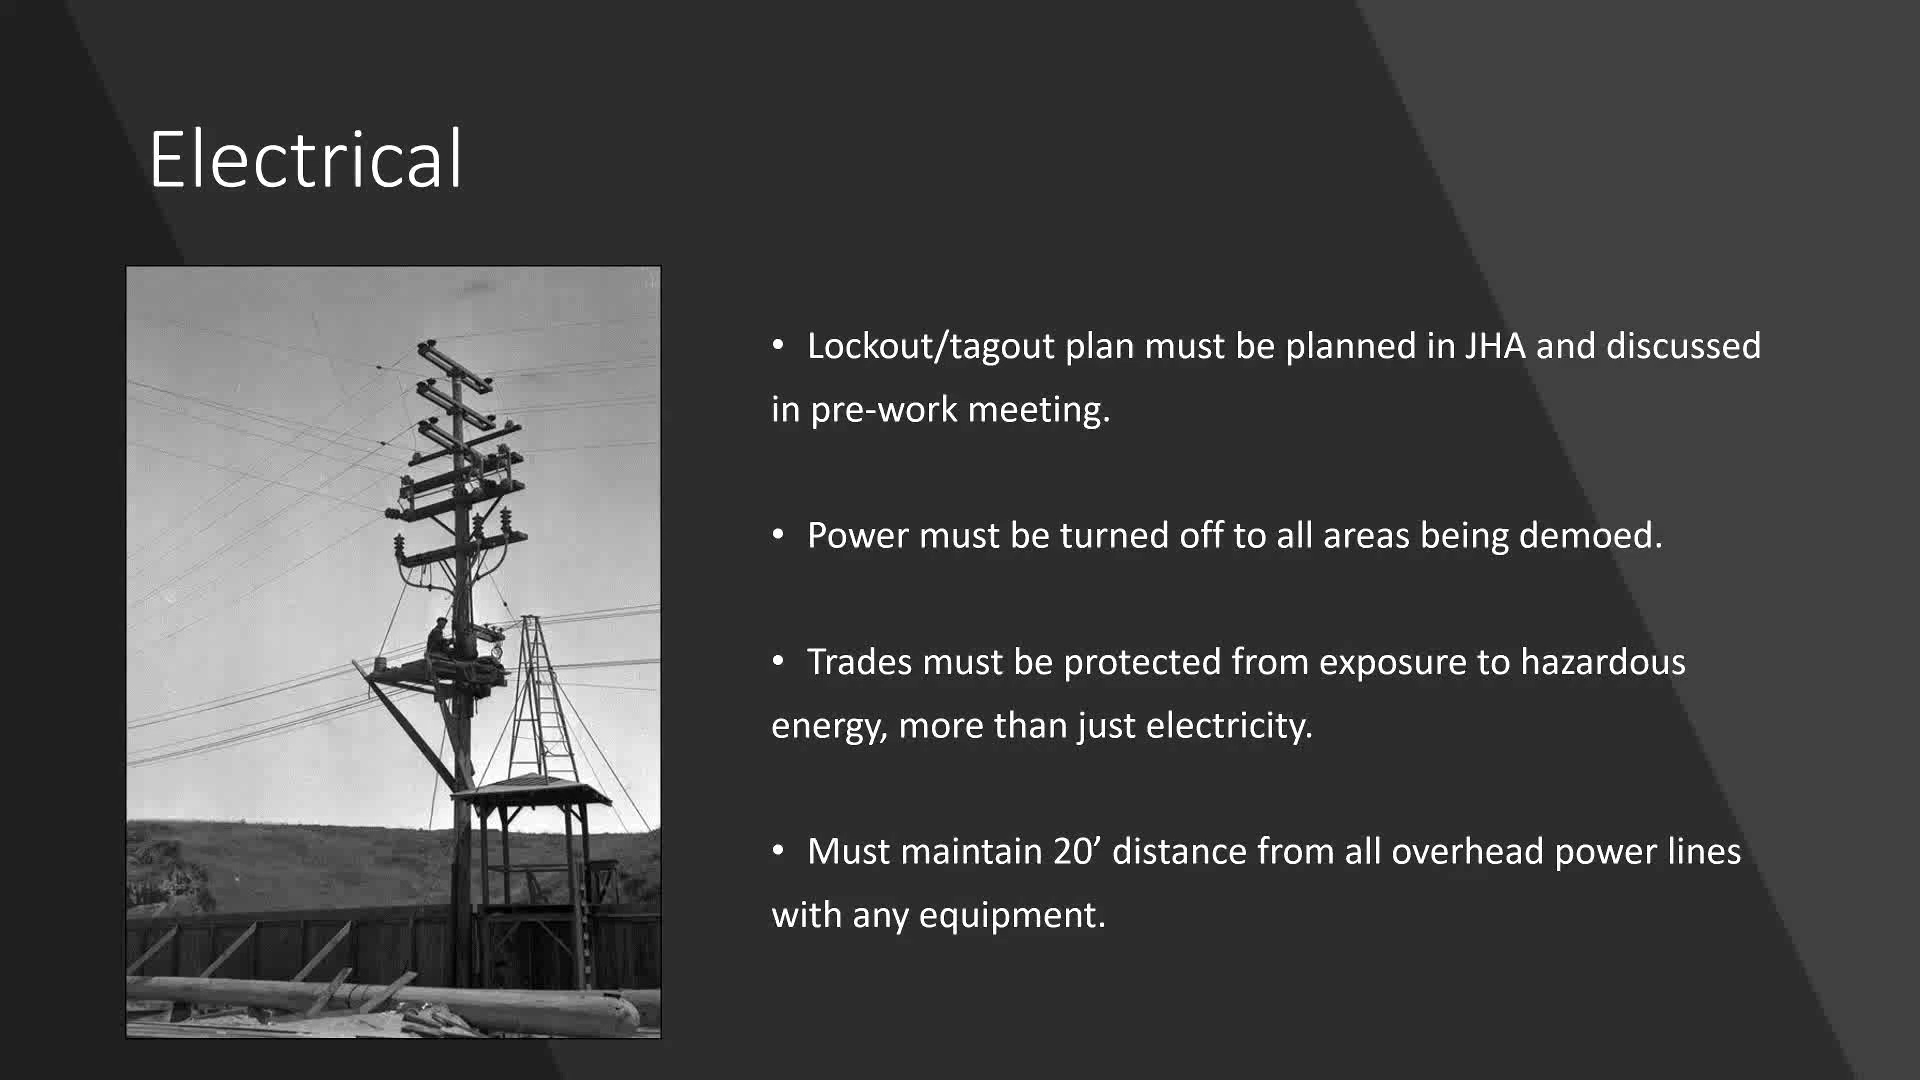 Electrical
• Lockout/tagout plan must be planned in JHA and discussed
in pre-work meeting.
• Power must be turned off to all areas being demoed.
• Trades must be protected from exposure to hazardous
energy, more than just electricity.
• Must maintain 20’ distance from all overhead power lines
with any equipment.